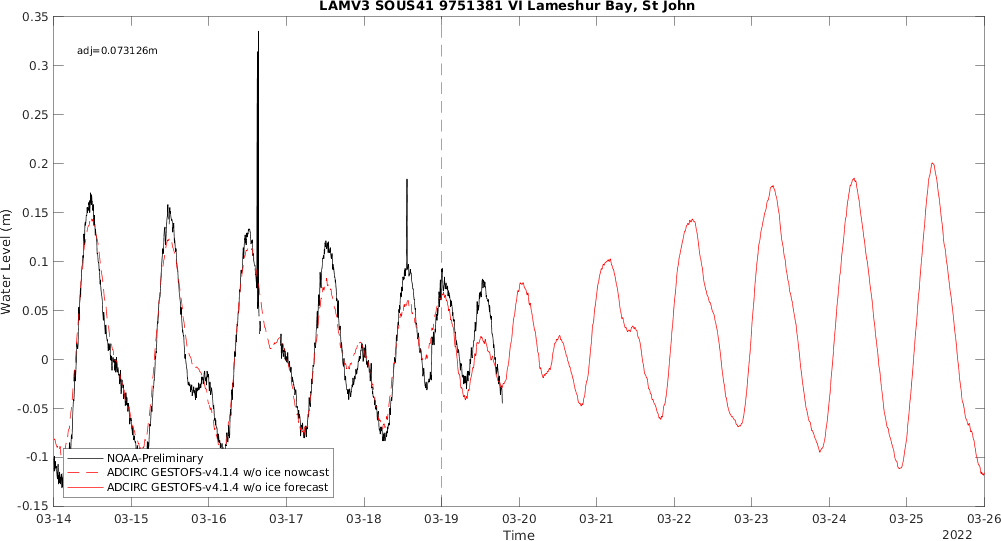 LAMV3 SOUS41 9751381 VI Lameshur Bay, St John
adj=0.073126m
0.35
0.3
0.25
0.2
0.15
0.1
0.05
0
-0.05
-0.1
-0.15
Water Level (m)
NOAA-Preliminary
ADCIRC GESTOFS-v4.1.4 w/o ice nowcast
ADCIRC GESTOFS-v4.1.4 w/o ice forecast
03-14 03-15 03-16 03-17 03-18 03-19 03-20 03-21 03-22 03-23 03-24 03-25 03-26
Time
2022